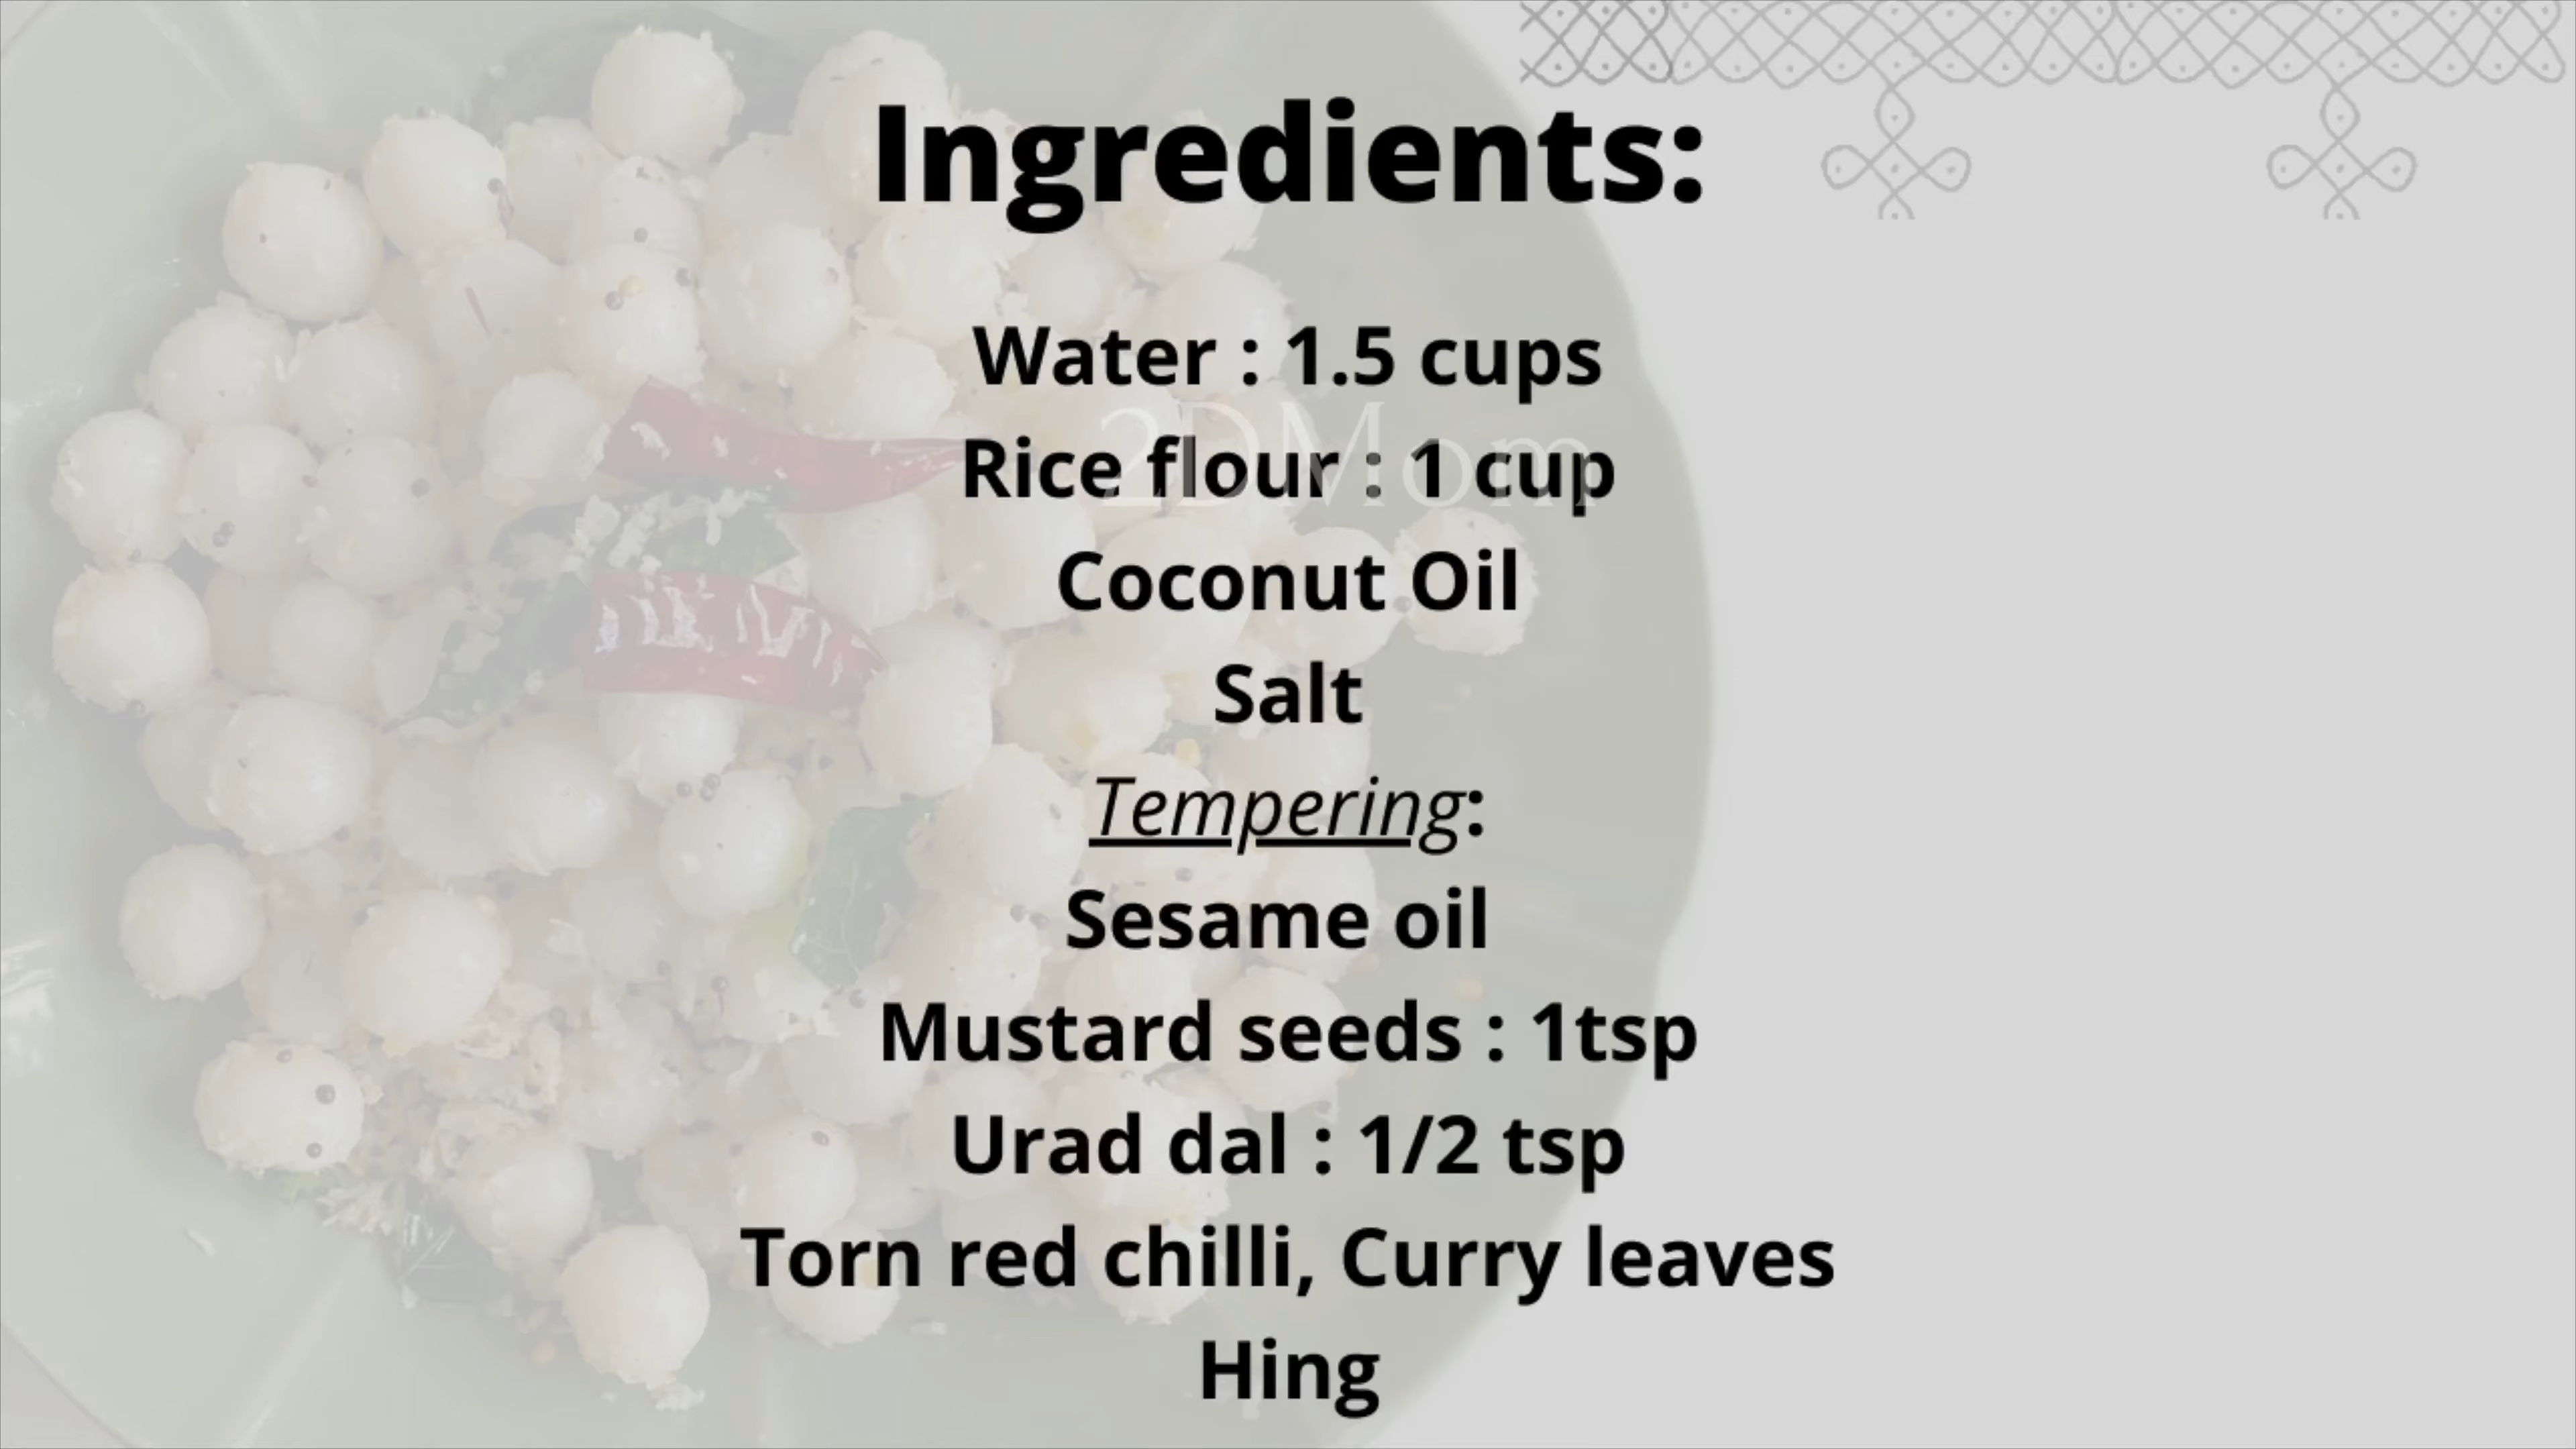 Ingredients:
Water : 1.5 cups
2DMom
Rice flour : 1 cup
Coconut Oil
Salt
Tempering:
Sesame oil
Mustard seeds : 1tsp
Urad dal : 1/2 tsp
Torn red chilli, Curry leaves
Hing